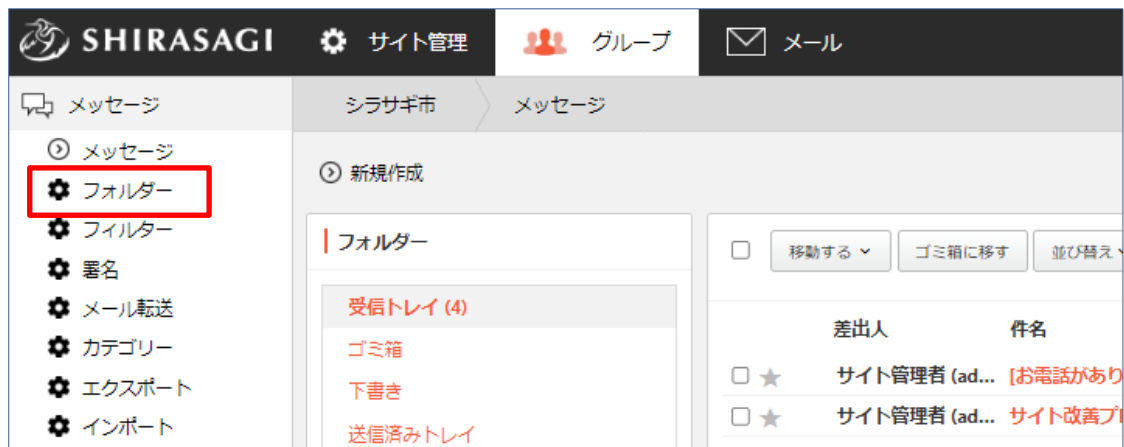 SHIRASAGI サイト管理 グループ メール
メッセージ
シラサギ市 メッセージ
メッセージ
フォルダー
フィルター
署名
メール転送
カテゴリー
エクスポート
インポート
新規作成
フォルダー
受信トレイ (4)
ゴミ箱
下書き
送信済みトレイ
移動する ゴミ箱に移す 並び替え
差出人 件名
サイト管理者 (ad... [お電話があり
サイト管理者 (ad... サイト改善プ